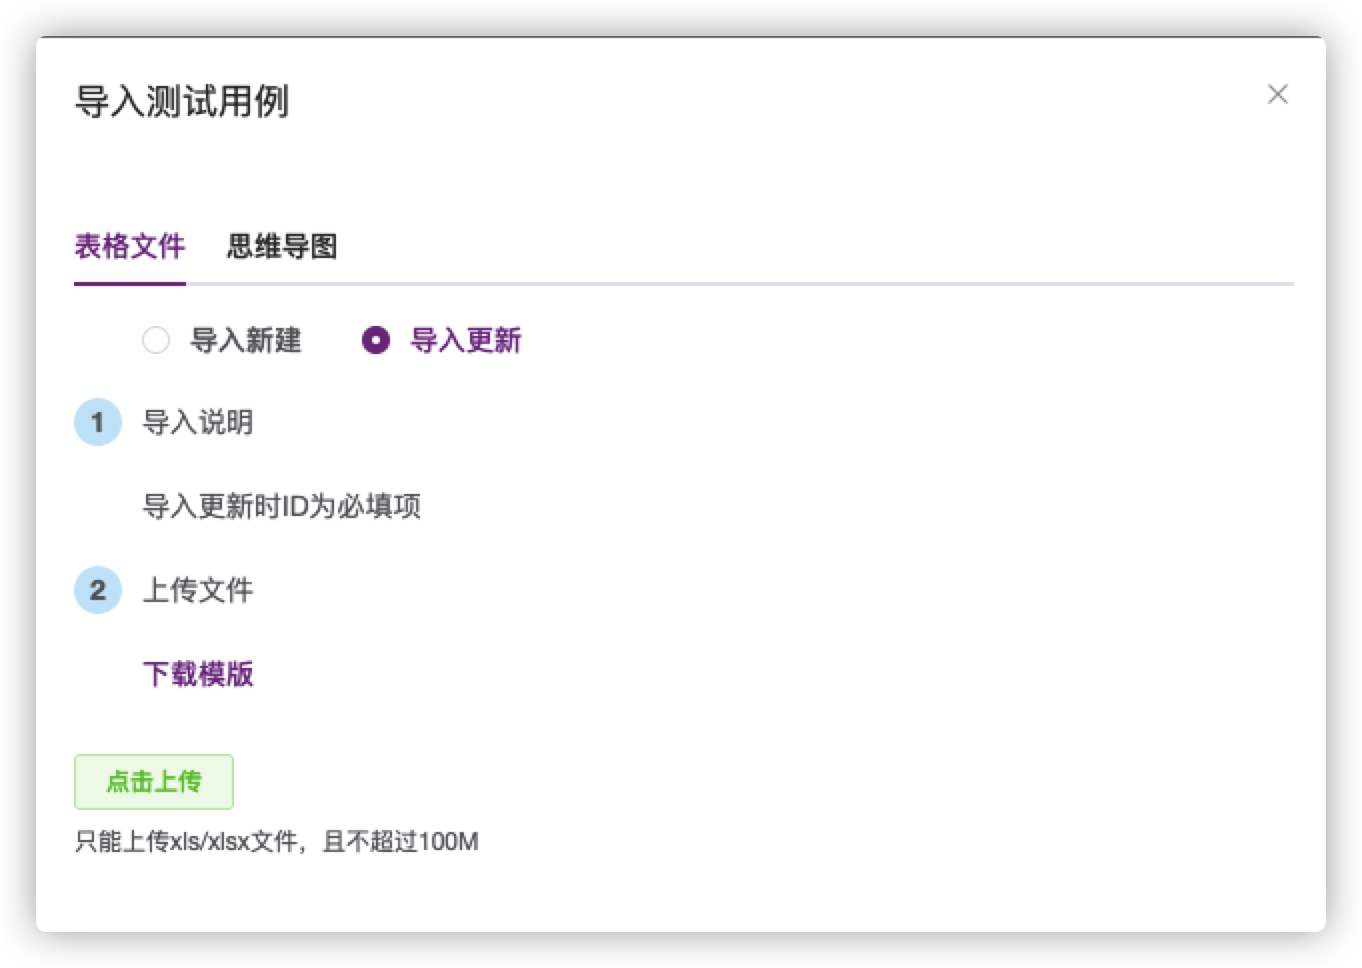 导入测试用例
表格文件 思维导图
导入新建 导入更新
1 导入说明
导入更新时ID为必填项
2 上传文件
下载模版
点击上传
只能上传xls/xlsx文件，且不超过100M